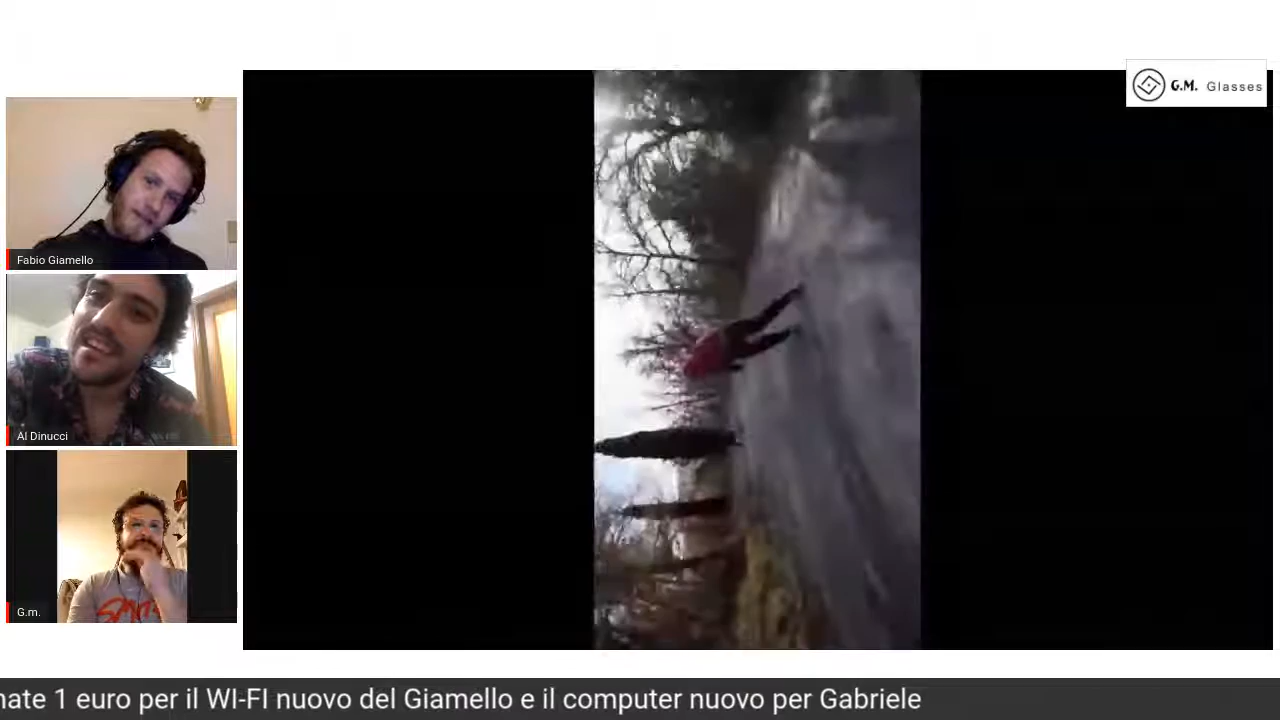 G.M. Glasses
Fabio Giamello
Al Dinucci
G.m.
nate 1 euro per il WI-FI nuovo del Giamello e il computer nuovo per Gabriele